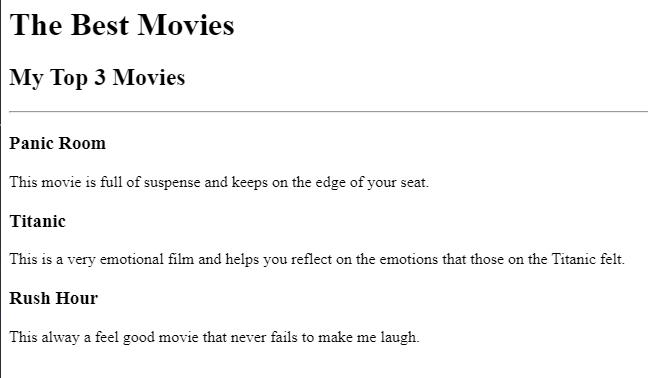 The Best Movies
My Top 3 Movies
Panic Room
This movie is full of suspense and keeps on the edge of your seat.
Titanic
This is a very emotional film and helps you reflect on the emotions that those on the Titanic felt.
Rush Hour
This alway a feel good movie that never fails to make me laugh.